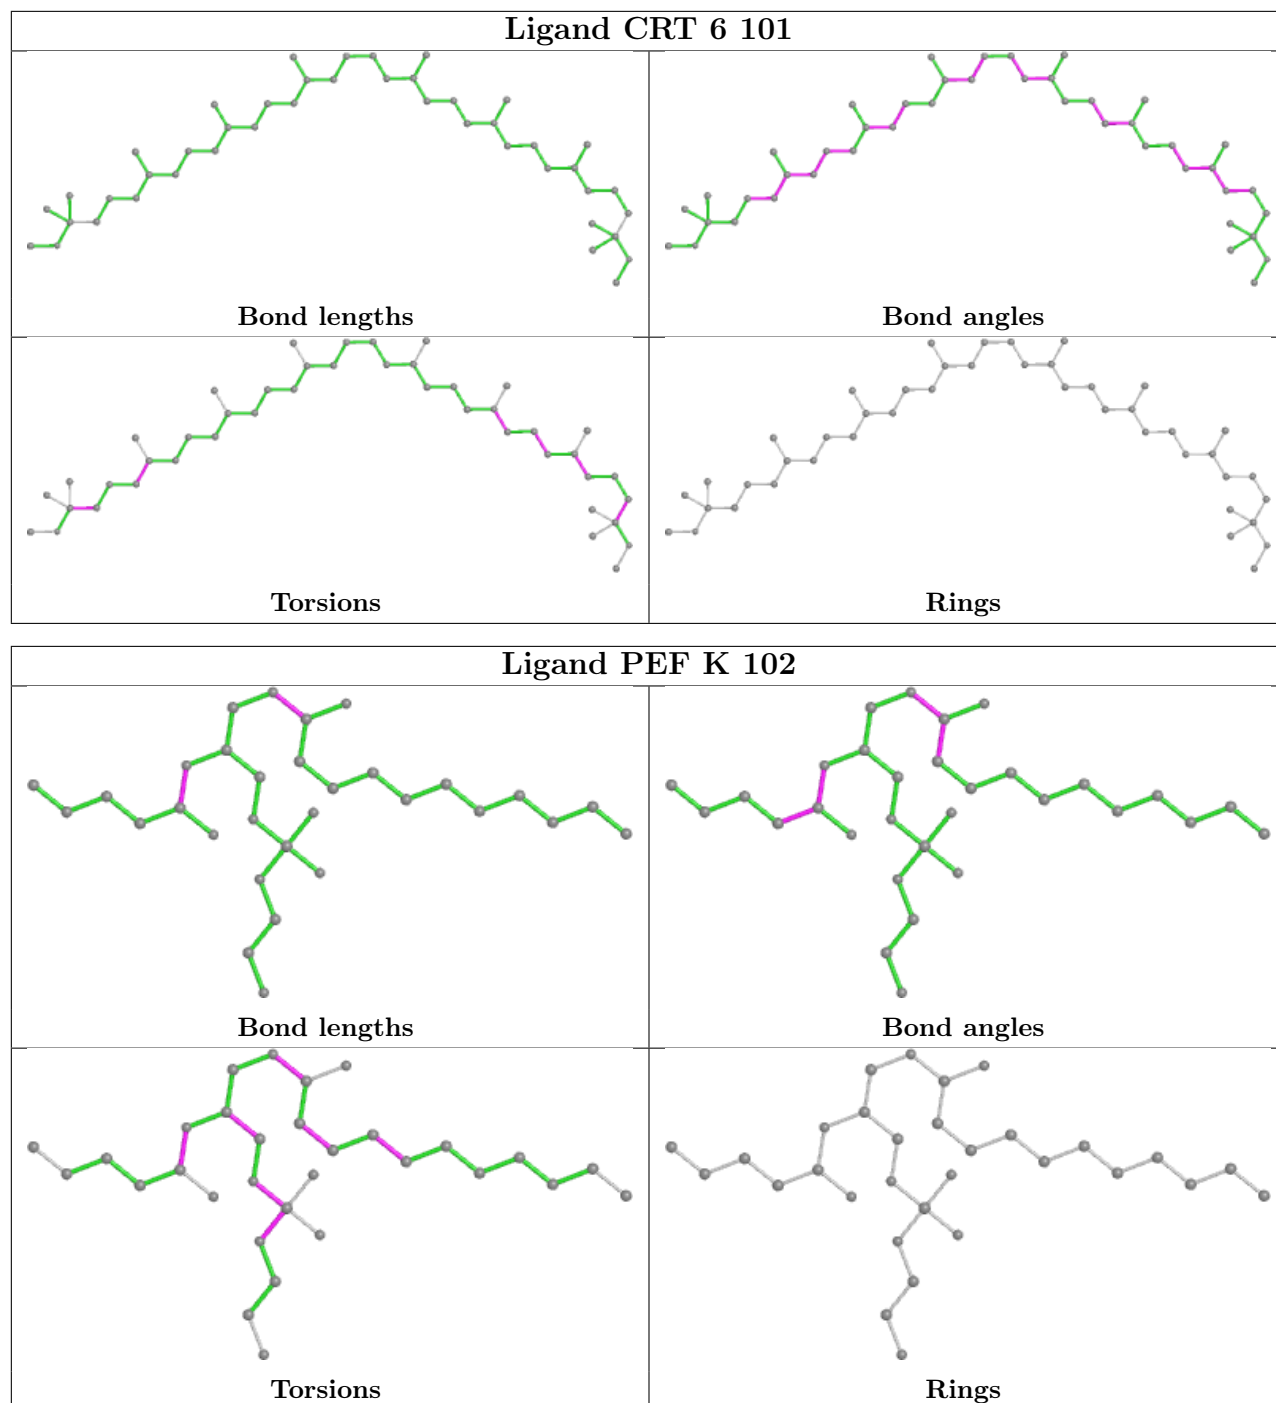 Ligand CRT 6 101
Bond lengths
Bond angles
Torsions
Rings
Ligand PEF K 102
Bond lengths
Bond angles
Torsions
Rings